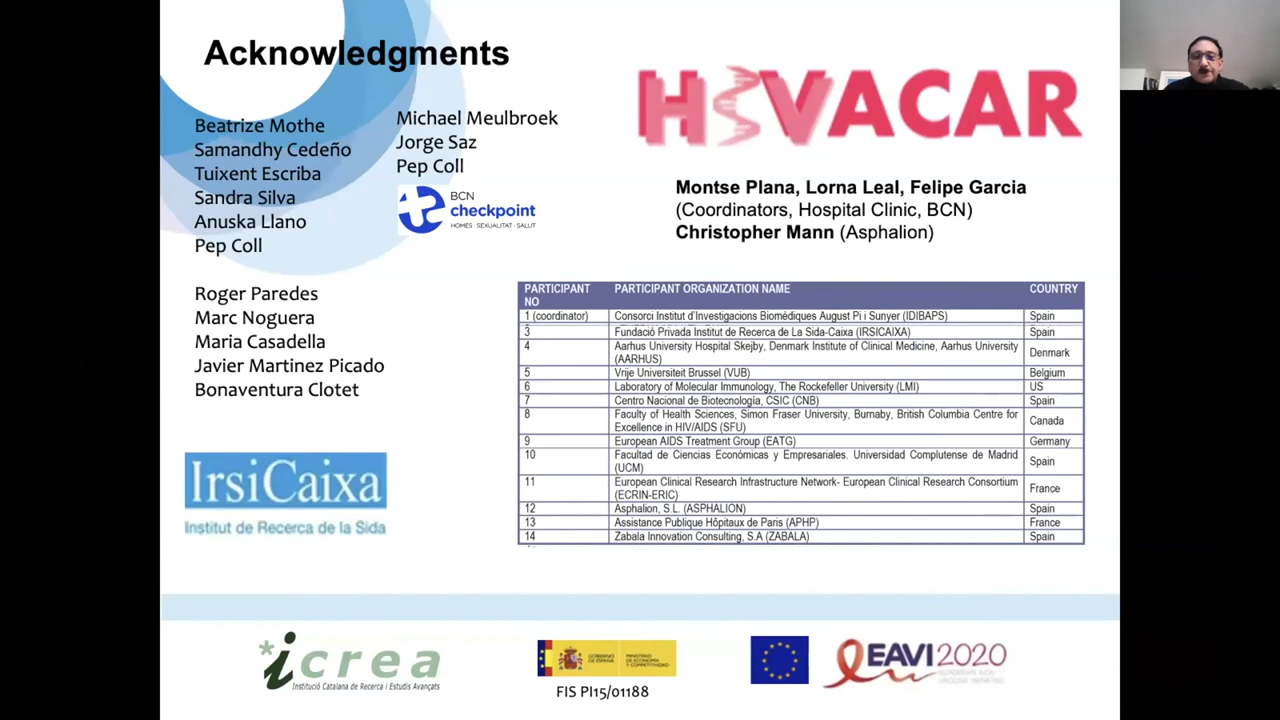 Acknowledgments
Beatrize Mothe
Samandhy Cedeño
Tuixent Escriba
Sandra Silva
Anuska Llano
Pep Coll
Roger Paredes
Marc Noguera
Maria Casadella
Javier Martinez Picado
Bonaventura Clotet
Michael Meulbroek
Jorge Saz
Pep Coll
BCN
checkpoint
HOMES · SEXUALITAT · SALUT
HIVACAR
Montse Plana, Lorna Leal, Felipe Garcia
(Coordinators, Hospital Clinic, BCN)
Christopher Mann (Asphalion)
PARTICIPANT NO PARTICIPANT ORGANIZATION NAME COUNTRY
1 (coordinator) Consorci Institut d'Investigacions Biomèdiques August Pi i Sunyer (IDIBAPS) Spain
3 Fundació Privada Institut de Recerca de La Sida-Caixa (IRSICAIXA) Spain
4 Aarhus University Hospital Skejby, Denmark Institute of Clinical Medicine, Aarhus University
(AARHUS) Denmark
5 Vrije Universiteit Brussel (VUB) Belgium
6 Laboratory of Molecular Immunology, The Rockefeller University (LMI) US
7 Centro Nacional de Biotecnología, CSIC (CNB) Spain
8 Faculty of Health Sciences, Simon Fraser University, Burnaby, British Columbia Centre for
Excellence in HIV/AIDS (SFU) Canada
9 European AIDS Treatment Group (EATG) Germany
10 Facultad de Ciencias Económicas y Empresariales. Universidad Complutense de Madrid
(UCM) Spain
11 European Clinical Research Infrastructure Network- European Clinical Research Consortium
(ECRIN-ERIC) France
12 Asphalion, S.L. (ASPHALION) Spain
13 Assistance Publique Hôpitaux de Paris (APHP) France
14 Zabala Innovation Consulting, S.A (ZABALA) Spain
IrsiCaixa
Institut de Recerca de la Sida
*icrea
Institució Catalana de Recerca i Estudis Avançats
GOBIERNO DE ESPAÑA
MINISTERIO DE ECONOMÍA Y COMPETITIVIDAD
FIS PI15/01188
EAVI2020